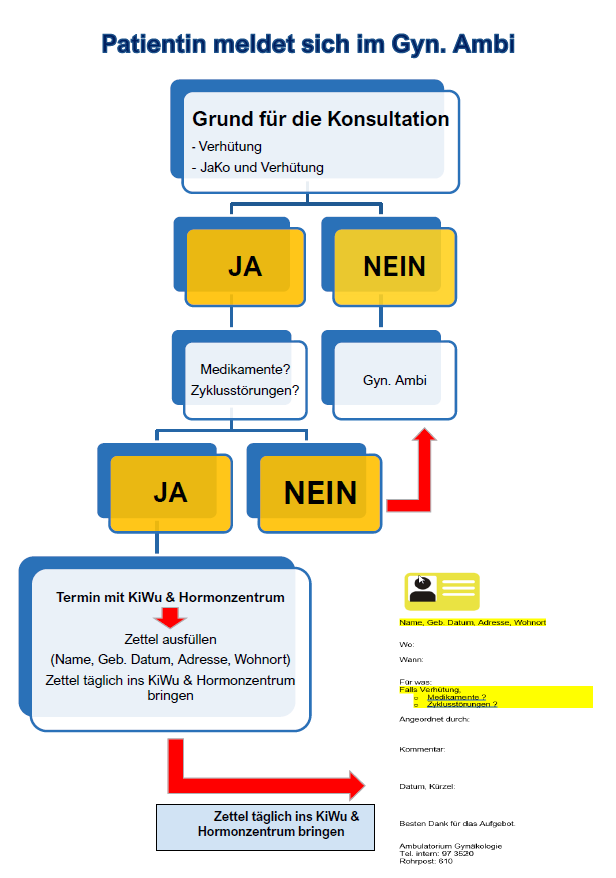 Patientin meldet sich im Gyn. Ambi
Grund für die Konsultation
- Verhütung
- JaKo und Verhütung
JA
NEIN
Medikamente?
Zyklusstörungen?
Gyn. Ambi
JA
NEIN
Termin mit KiWu & Hormonzentrum
Zettel ausfüllen
(Name, Geb. Datum, Adresse, Wohnort)
Zettel täglich ins KiWu & Hormonzentrum
bringen
Zettel täglich ins KiWu &
Hormonzentrum bringen
Name, Geb. Datum, Adresse, Wohnort
Wo:
Wann:
Für was:
Falls Verhütung,
o Medikamente ?
o Zyklusstörungen ?
Angeordnet durch:
Kommentar:
Datum, Kürzel:
Besten Dank für das Aufgebot.
Ambulatorium Gynäkologie
Tel. intern: 97 3520
Rohrpost: 610